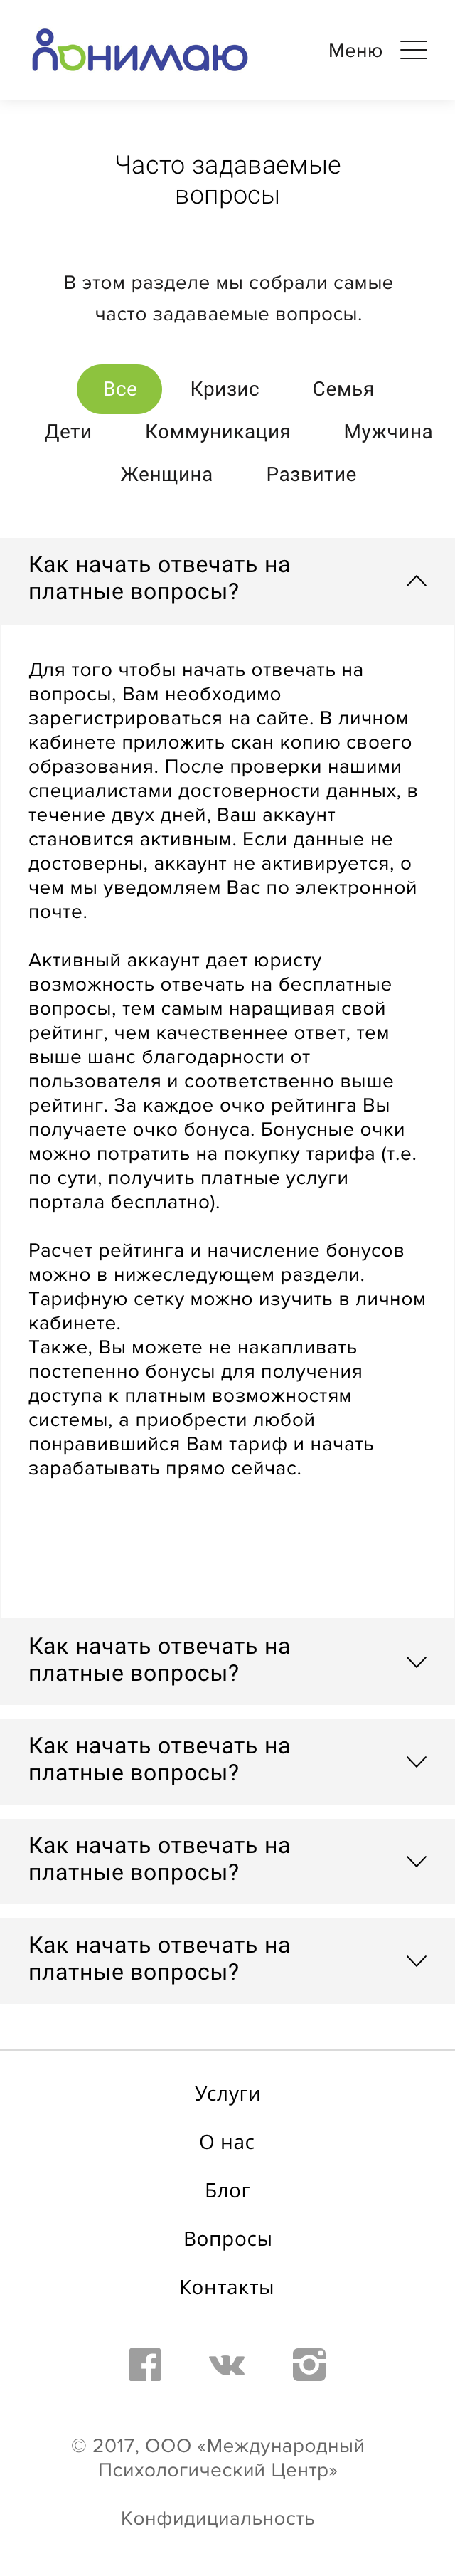 понимаю
Меню
Часто задаваемые
вопросы
В этом разделе мы собрали самые
часто задаваемые вопросы.
Все Кризис Семья
Дети Коммуникация Мужчина
Женщина Развитие
Как начать отвечать на
платные вопросы?
Для того чтобы начать отвечать на
вопросы, Вам необходимо
зарегистрироваться на сайте. В личном
кабинете приложить скан копию своего
образования. После проверки нашими
специалистами достоверности данных, в
течение двух дней, Ваш аккаунт
становится активным. Если данные не
достоверны, аккаунт не активируется, о
чем мы уведомляем Вас по электронной
почте.
Активный аккаунт дает юристу
возможность отвечать на бесплатные
вопросы, тем самым наращивая свой
рейтинг, чем качественнее ответ, тем
выше шанс благодарности от
пользователя и соответственно выше
рейтинг. За каждое очко рейтинга Вы
получаете очко бонуса. Бонусные очки
можно потратить на покупку тарифа (т.е.
по сути, получить платные услуги
портала бесплатно).
Расчет рейтинга и начисление бонусов
можно в нижеследующем раздели.
Тарифную сетку можно изучить в личном
кабинете.
Также, Вы можете не накапливать
постепенно бонусы для получения
доступа к платным возможностям
системы, а приобрести любой
понравившийся Вам тариф и начать
зарабатывать прямо сейчас.
Как начать отвечать на
платные вопросы?
Как начать отвечать на
платные вопросы?
Как начать отвечать на
платные вопросы?
Как начать отвечать на
платные вопросы?
Услуги
О нас
Блог
Вопросы
Контакты
© 2017, ООО «Международный
Психологический Центр»
Конфидициальность